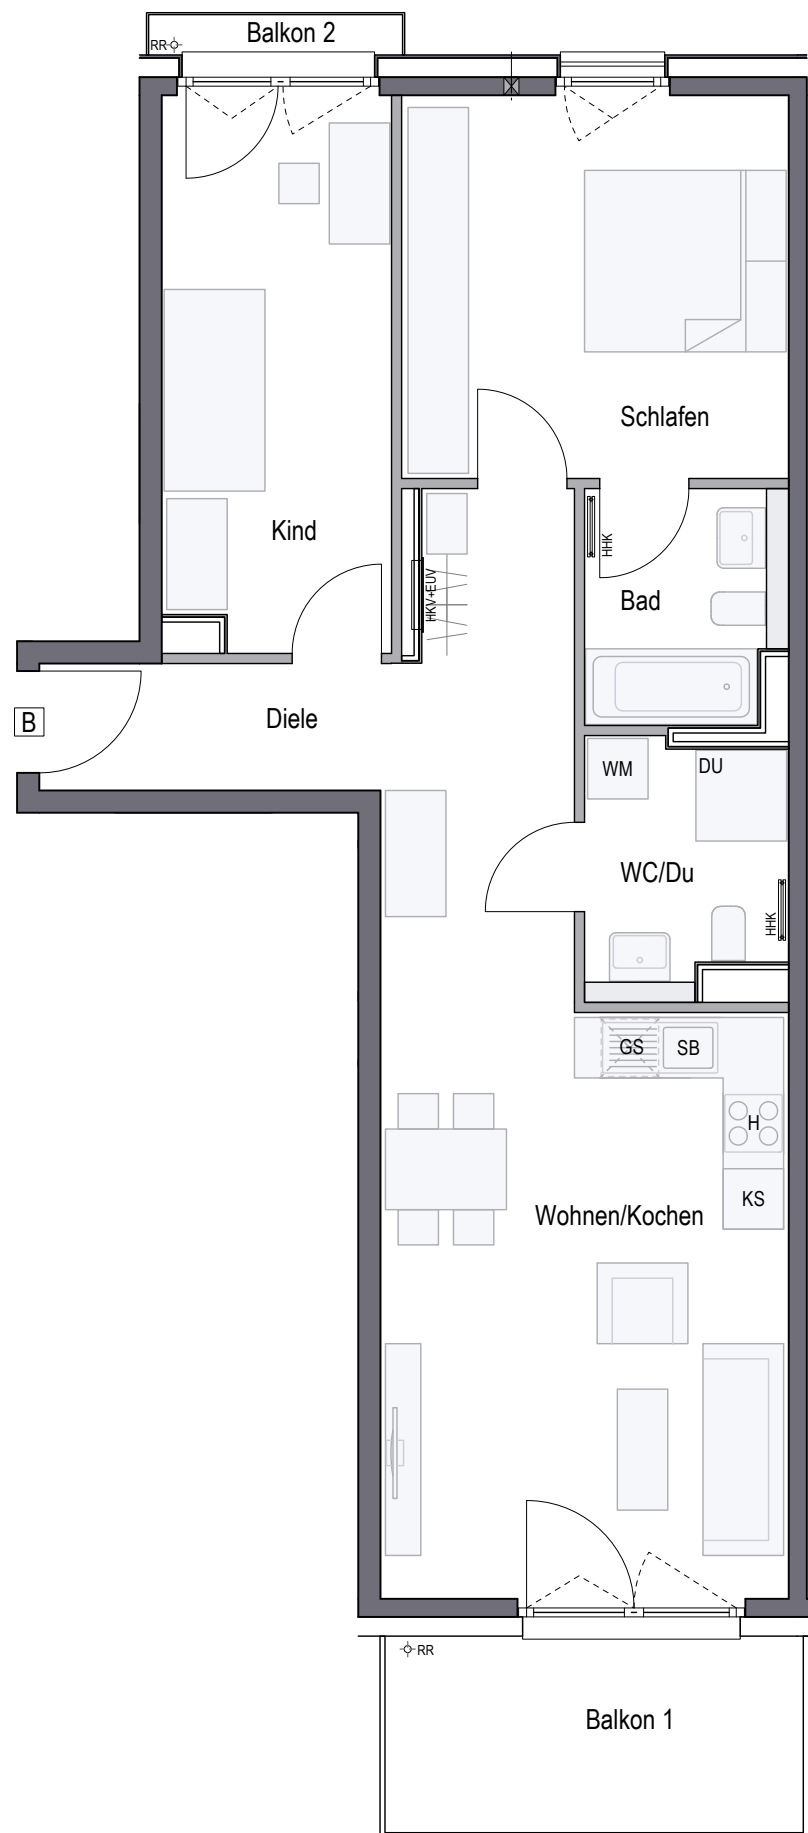 Balkon 2
RR
Schlafen
Kind
HHK
HKV+EUV
Bad
Diele
B
WM
DU
WC/Du
HHK
GS
SB
H
KS
Wohnen/Kochen
RR
Balkon 1